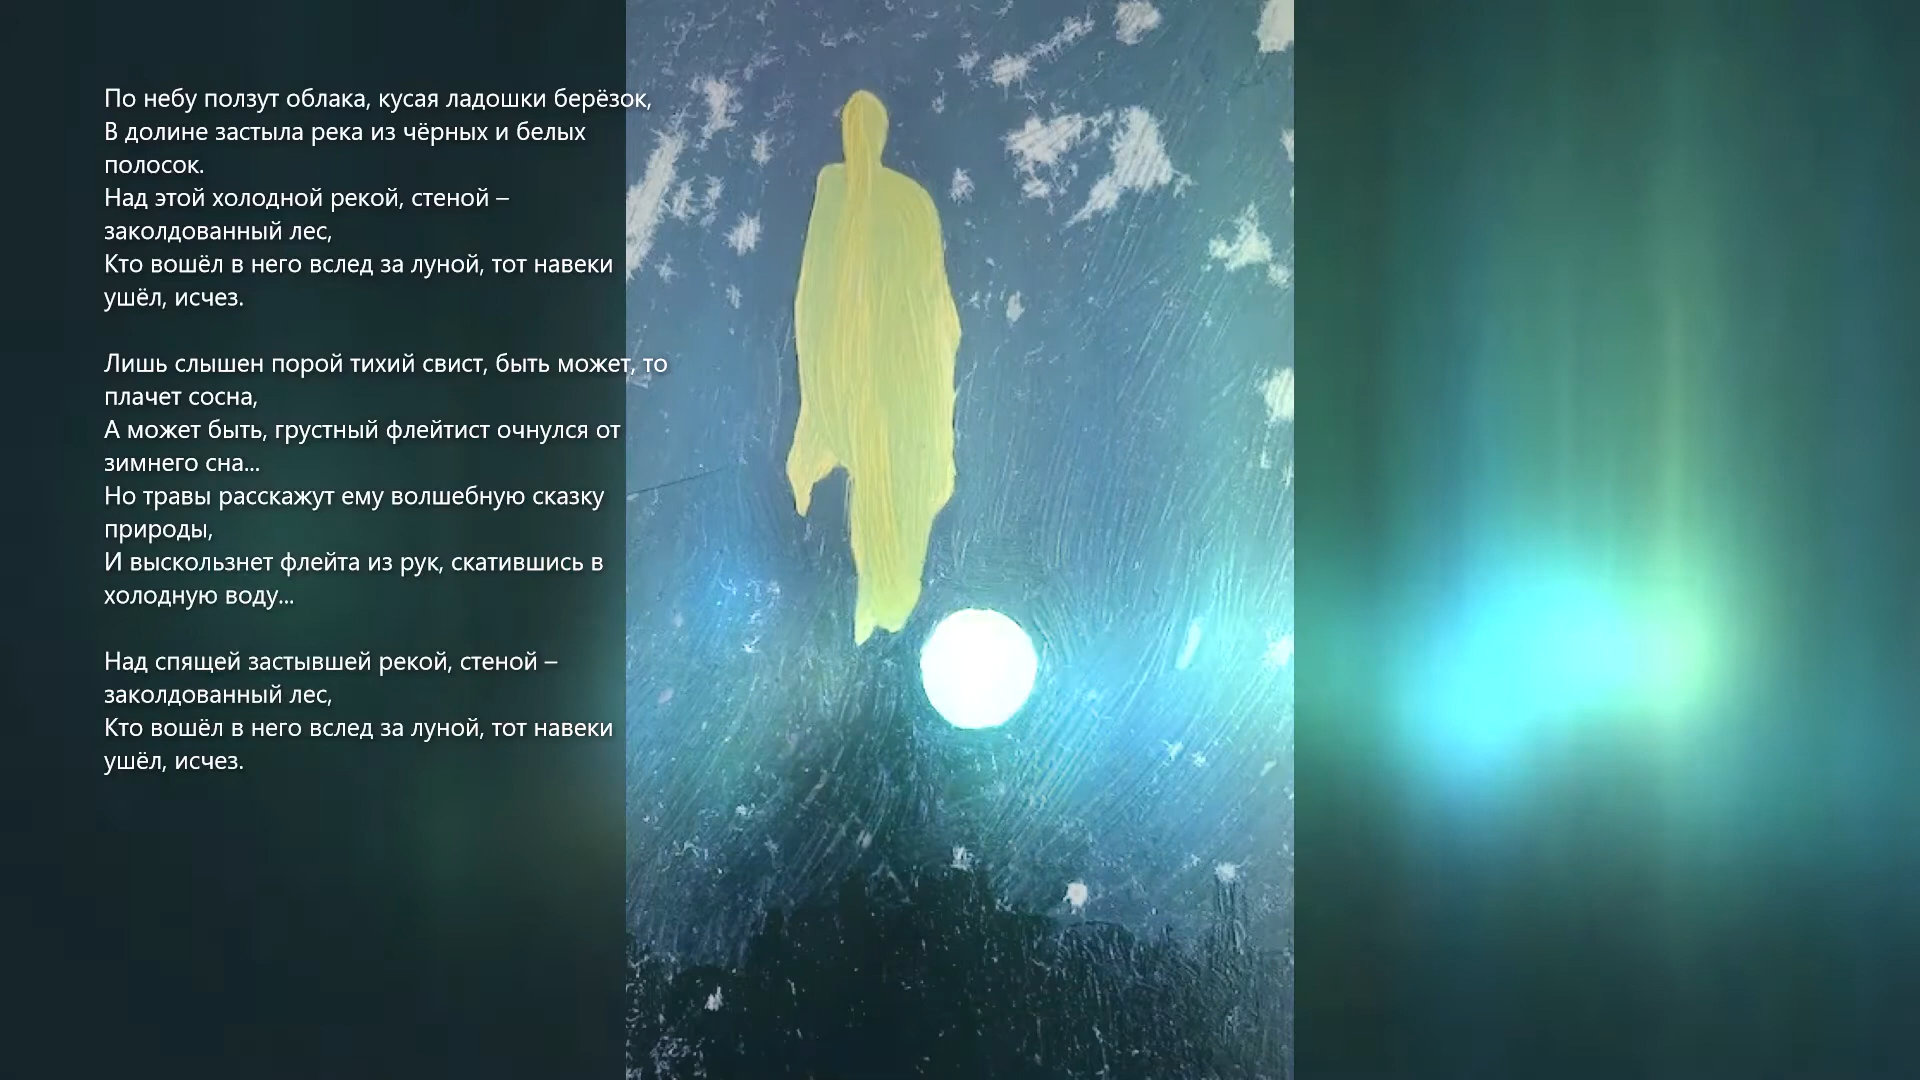 По небу ползут облака, кусая ладошки берёзок,
В долине застыла река из чёрных и белых
полосок.
Над этой холодной рекой, стеной –
заколдованный лес,
Кто вошёл в него вслед за луной, тот навеки
ушёл, исчез.
Лишь слышен порой тихий свист, быть может, то
плачет сосна,
А может быть, грустный флейтист очнулся от
зимнего сна...
Но травы расскажут ему волшебную сказку
природы,
И выскользнет флейта из рук, скатившись в
холодную воду...
Над спящей застывшей рекой, стеной –
заколдованный лес,
Кто вошёл в него вслед за луной, тот навеки
ушёл, исчез.